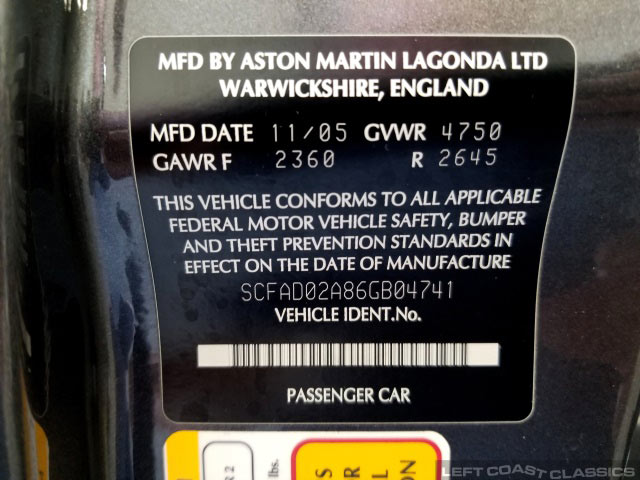 MFD BY ASTON MARTIN LAGONDA LTD
WARWICKSHIRE, ENGLAND
MFD DATE 11/05 GVWR 4750
GAWR F 2360 R 2645
THIS VEHICLE CONFORMS TO ALL APPLICABLE
FEDERAL MOTOR VEHICLE SAFETY, BUMPER
AND THEFT PREVENTION STANDARDS IN
EFFECT ON THE DATE OF MANUFACTURE
SCFAD02A86GB04741
VEHICLE IDENT.No.
PASSENGER CAR
lbs.
LEFT COAST CLASSICS